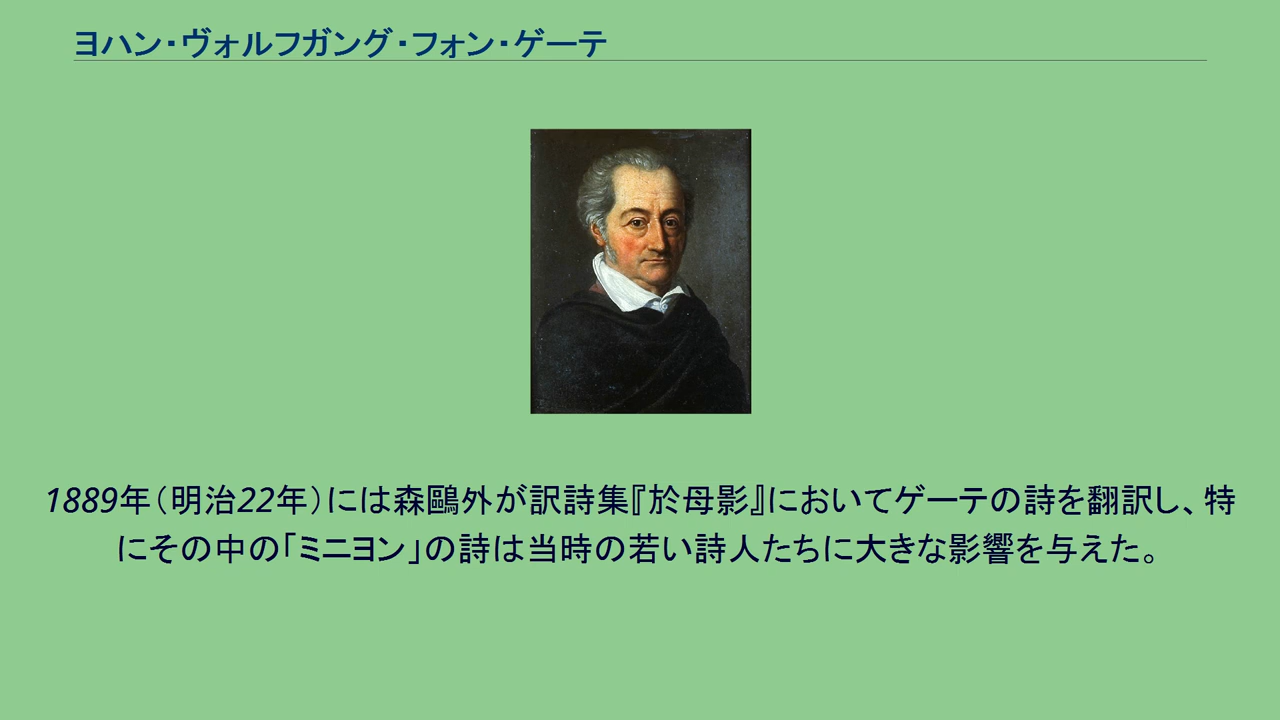 ヨハン・ヴォルフガング・フォン・ゲーテ
1889年（明治22年）には森鷗外が訳詩集『於母影』においてゲーテの詩を翻訳し、特
にその中の「ミニヨン」の詩は当時の若い詩人たちに大きな影響を与えた。